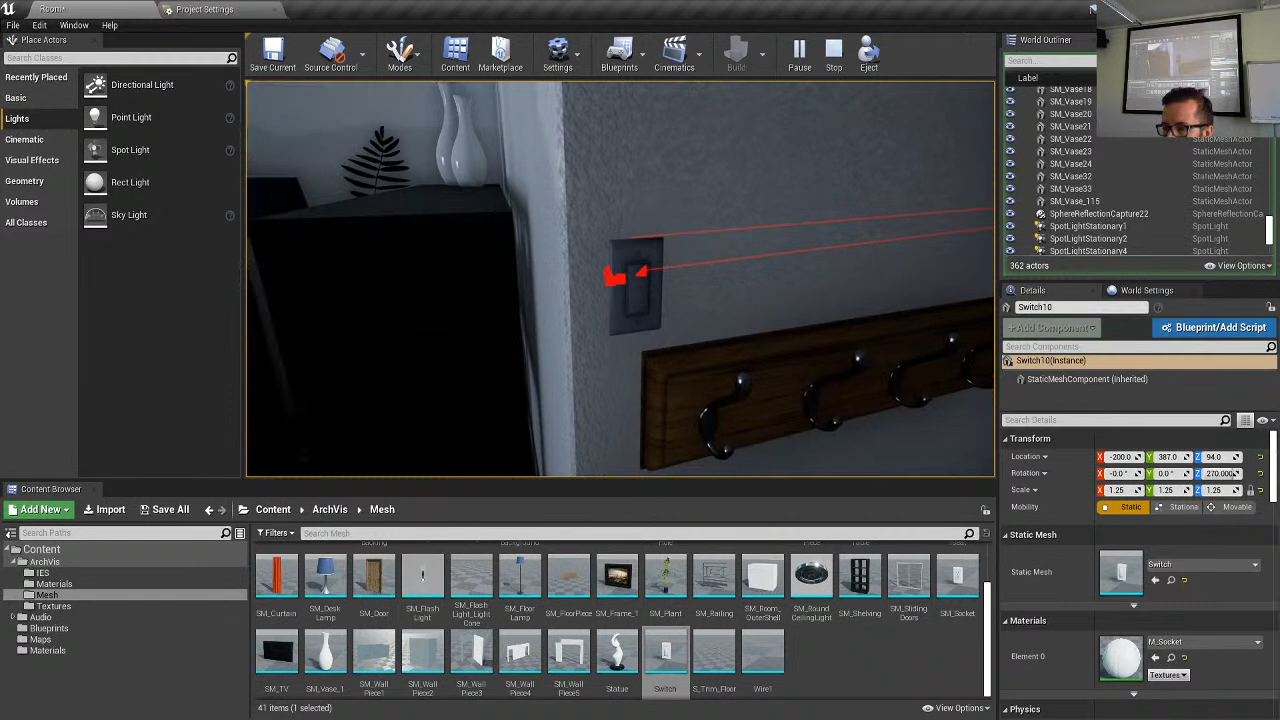 Room*
Project Settings
File Edit Window Help
Place Actors
Search Classes
Recently Placed
Basic
Lights
Cinematic
Visual Effects
Geometry
Volumes
All Classes
Directional Light
Point Light
Spot Light
Rect Light
Sky Light
Save Current
Source Control
Modes
Content
Marketplace
Settings
Blueprints
Cinematics
Build
Pause
Stop
Eject
World Outliner
Search...
Label
SM_Vase18
SM_Vase19
SM_Vase20
SM_Vase21
SM_Vase22 StaticMeshActor
SM_Vase23 StaticMeshActor
SM_Vase24 StaticMeshActor
SM_Vase32 StaticMeshActor
SM_Vase33 StaticMeshActor
SM_Vase_115 StaticMeshActor
SphereReflectionCapture22 SphereReflectionCa
SpotLightStationary1 SpotLight
SpotLightStationary2 SpotLight
SpotLightStationary4 SpotLight
362 actors View Options
Details World Settings
Switch10
+Add Component Blueprint/Add Script
Search Components
Switch10(Instance)
StaticMeshComponent (Inherited)
Search Details
Transform
Location X -200.0 Y 387.0 Z 94.0
Rotation X -0.0 ° Y 0.0 ° Z 270.000
Scale X 1.25 Y 1.25 Z 1.25
Mobility Static Stationa Movable
Static Mesh
Static Mesh Switch
Materials
Element 0 M_Socket
Textures
Physics
Content Browser
Add New Import Save All Content ArchVis Mesh
Search Paths
Filters Search Mesh
Content
ArchVis
IES
Materials
Mesh
Textures
Audio
Blueprints
Maps
Materials
SM_Curtain
SM_Desk Lamp
SM_Door
SM_Flash Light
SM_Flash Light_Light Cone
SM_Floor Lamp
SM_FloorPiece
SM_Frame_1
SM_Plant
SM_Railing
SM_Room_ OuterShell
SM_Round CeilingLight
SM_Shelving
SM_Sliding Doors
SM_Socket
SM_TV
SM_Vase_1
SM_Wall Piece1
SM_Wall Piece2
SM_Wall Piece3
SM_Wall Piece4
SM_Wall Piece5
Statue
Switch
S_Trim_Floor
Wire1
41 items (1 selected) View Options